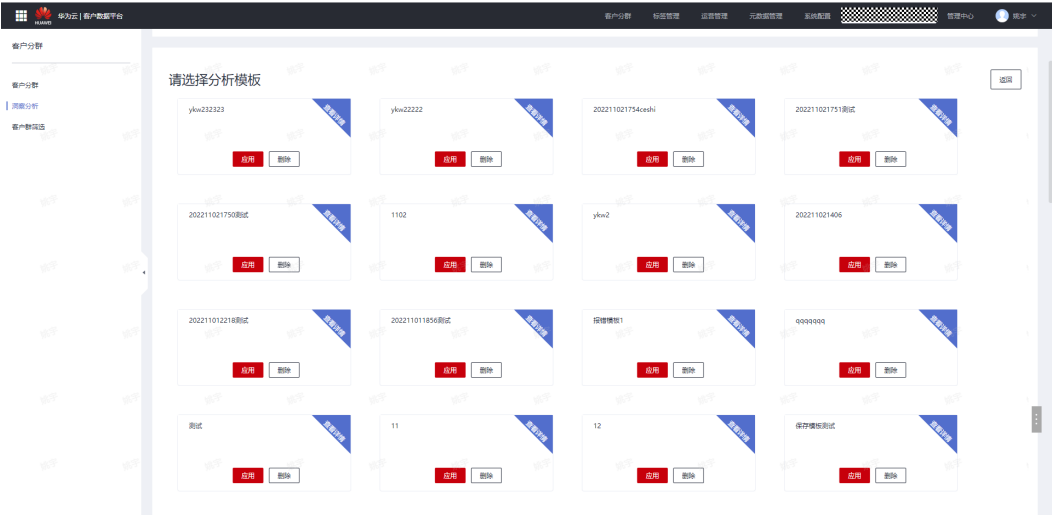 HUAWEI 华为云 | 客户数据平台 客户分群 标签管理 运营管理 元数据管理 系统配置 管理中心 姚宇
客户分群
客户分群
洞察分析
客户群筛选
请选择分析模板 返回
ykw232323 查看详情 ykw22222 查看详情 202211021754ceshi 查看详情 202211021751测试 查看详情
应用 删除 应用 删除 应用 删除 应用 删除
202211021750测试 查看详情 1102 查看详情 ykw2 查看详情 202211021406 查看详情
应用 删除 应用 删除 应用 删除 应用 删除
202211012218测试 查看详情 202211011856测试 查看详情 报错模板1 查看详情 qqqqqqq 查看详情
应用 删除 应用 删除 应用 删除 应用 删除
测试 查看详情 11 查看详情 12 查看详情 保存模板测试 查看详情
应用 删除 应用 删除 应用 删除 应用 删除